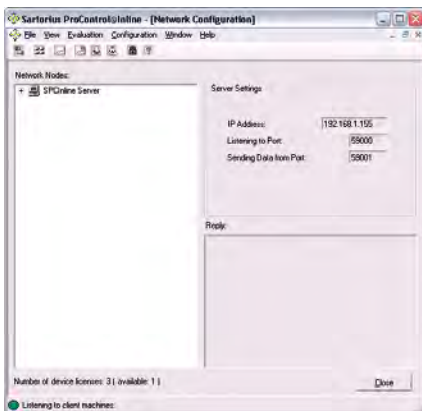 Sartorius ProControl@Inline - [Network Configuration]
File View Evaluation Configuration Window Help
Network Nodes:
SPCInline Server
Server Settings
IP Address: 192.168.1.155
Listening to Port: 59000
Sending Data from Port: 59001
Reply:
Number of device licenses: 3 ( available: 1 )
Close
Listening to client machines